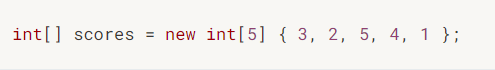 int[] scores = new int[5] { 3, 2, 5, 4, 1 };